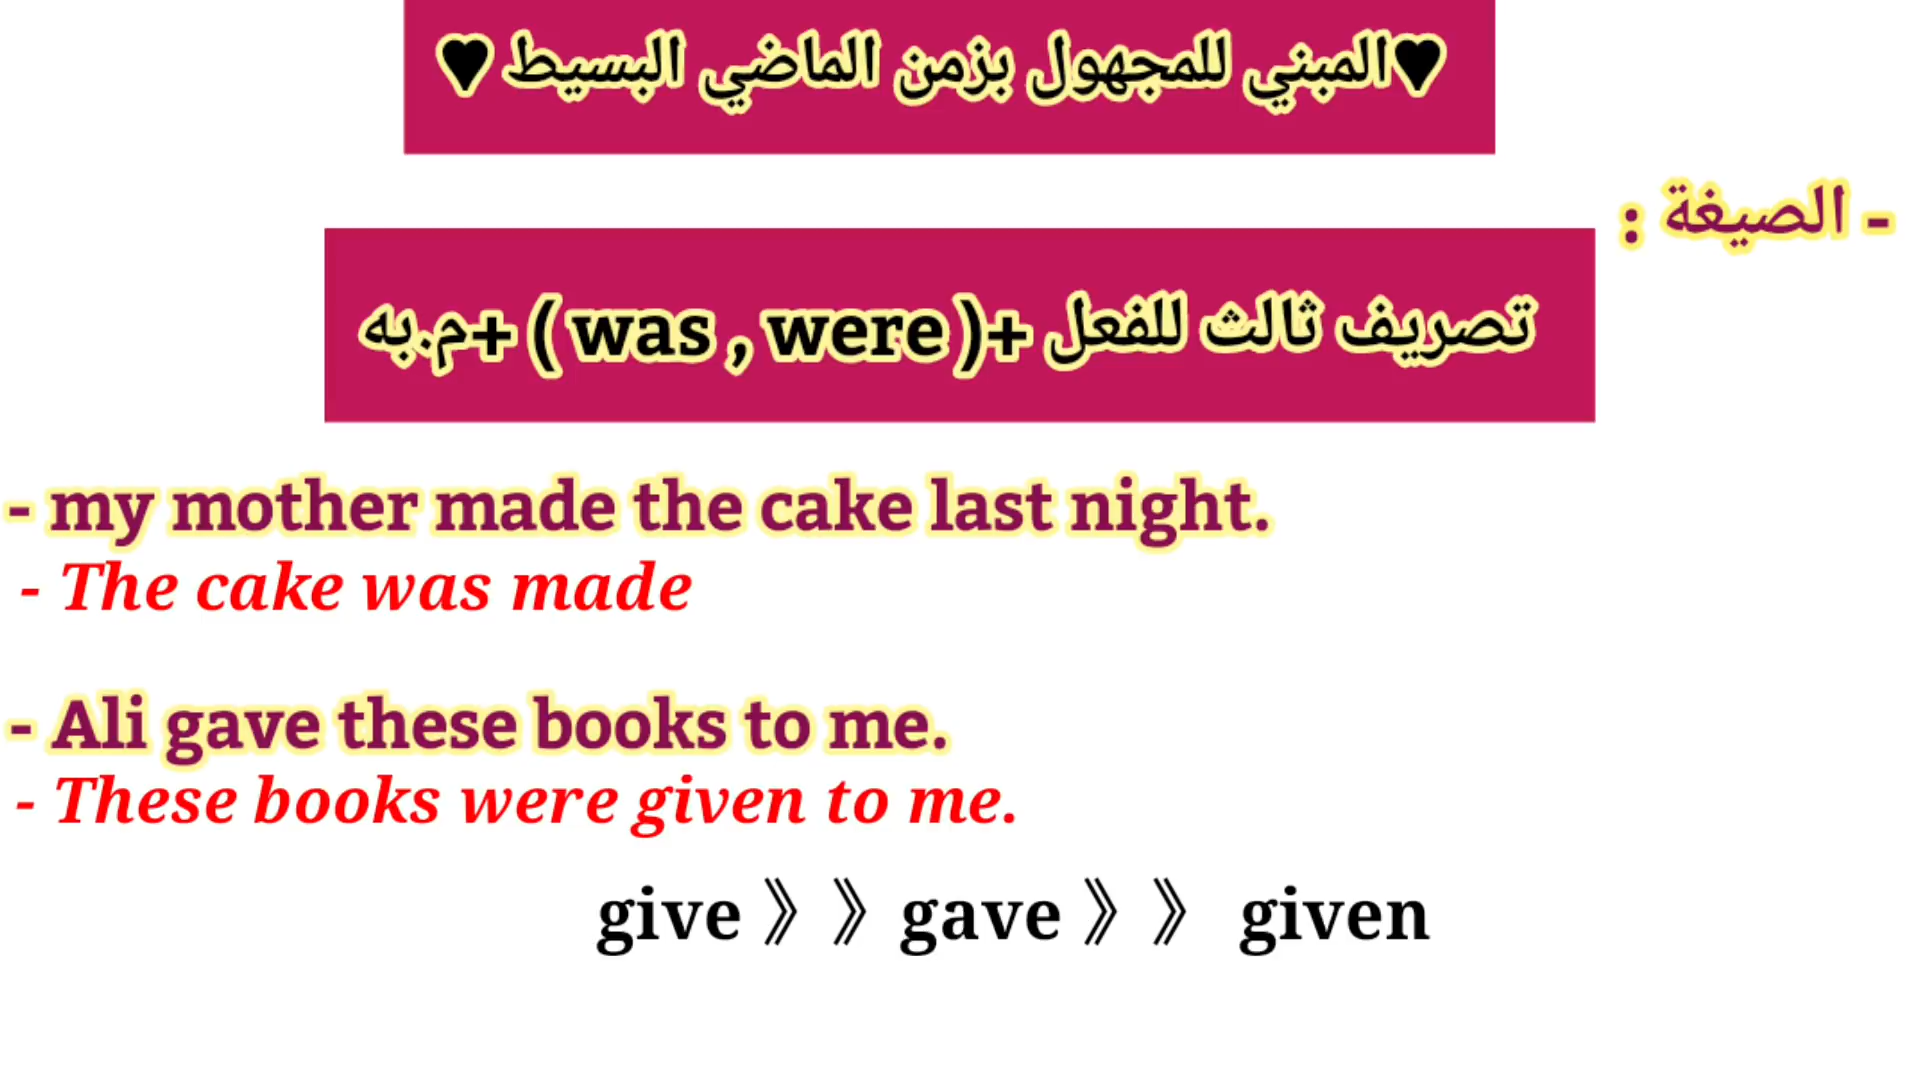 ♥المبني للمجهول بزمن الماضي البسيط ♥
- الصيغة :
م.به+ ( was , were )+ تصريف ثالث للفعل
- my mother made the cake last night.
- The cake was made
- Ali gave these books to me.
- These books were given to me.
give 》》gave 》》 given